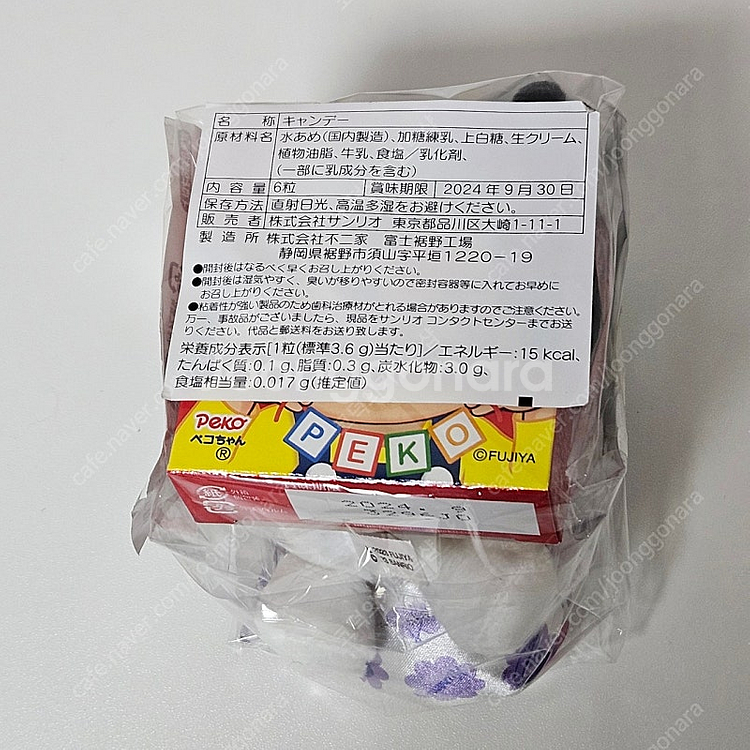 名 称 キャンデー
原材料名 水あめ(国内製造)、加糖練乳、上白糖、生クリーム、
植物油脂、牛乳、食塩／乳化剤、
(一部に乳成分を含む)
内容量 6粒 賞味期限 2024年9月30日
保存方法 直射日光、高温多湿をお避けください。
販売者 株式会社サンリオ 東京都品川区大崎1-11-1
製造所 株式会社不二家 富士裾野工場
静岡県裾野市須山字平垣1220-19
●開封後はなるべく早くお召し上がりください。
●開封後は湿気やすく、臭いが移りやすいので密封容器等に入れてお早めに
お召し上がりください。
●粘着性が強い製品のため歯科治療材がとれる場合がありますのでご注意ください。
万一、事故品がございましたら、現品をサンリオ コンタクトセンターまでお送
りください。代品と郵送料をお送り致します。
栄養成分表示[1粒(標準3.6g)当たり]／エネルギー:15kcal、
たんぱく質:0.1g、脂質:0.3g、炭水化物:3.0g、
食塩相当量:0.017g(推定値)
joonggonara
Peko
ペコちゃん
®
PEKO
©FUJIYA
2024.
cafe.naver.com/joonggonara